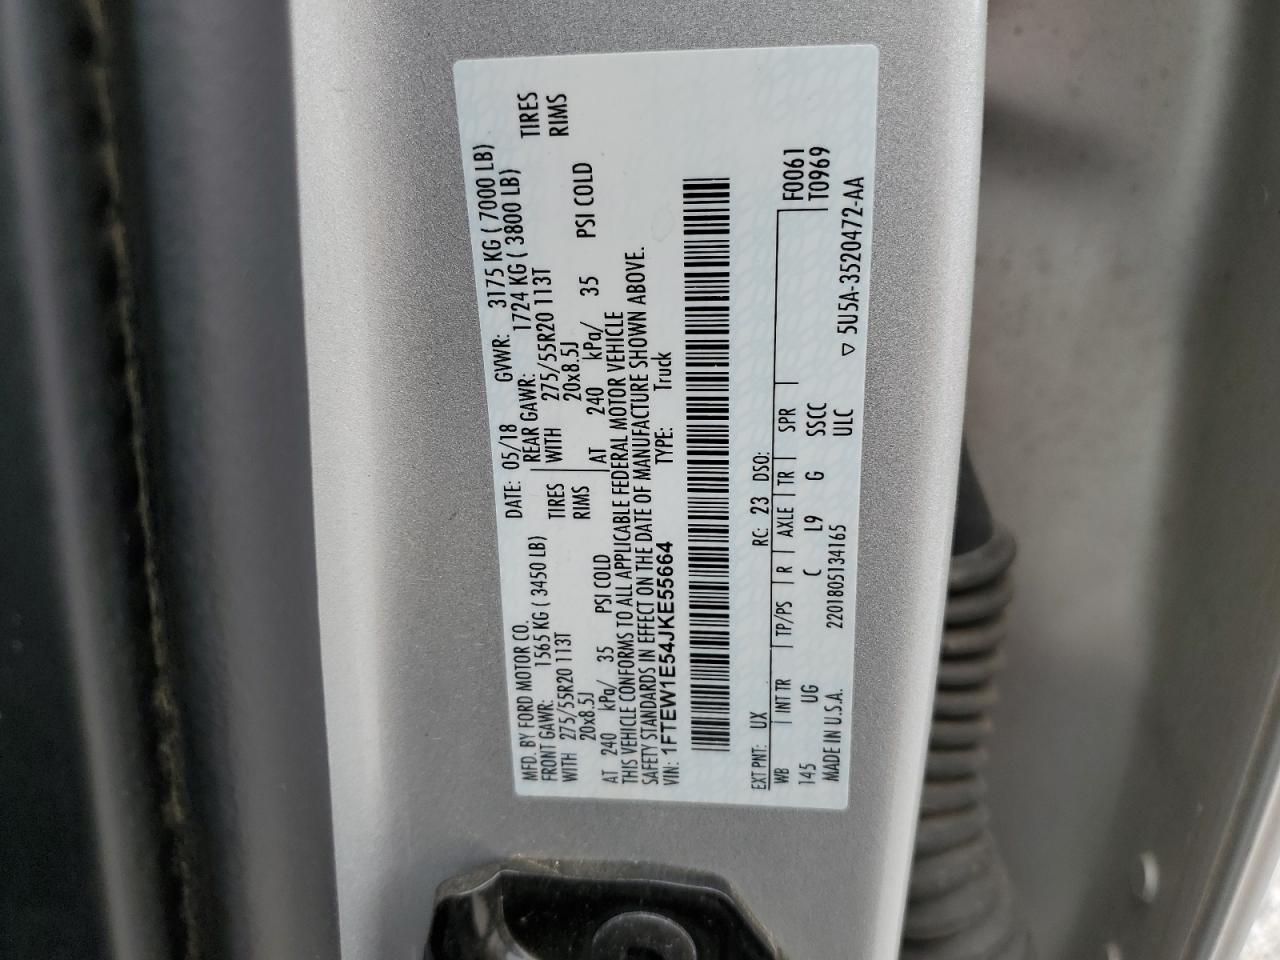 MFD. BY FORD MOTOR CO.
DATE: 05/18 GVWR: 3175 KG ( 7000 LB)
FRONT GAWR: 1565 KG ( 3450 LB) REAR GAWR: 1724 KG ( 3800 LB)
WITH 275/55R20 113T TIRES WITH 275/55R20 113T TIRES
20x8.5J RIMS 20x8.5J RIMS
AT 240 kPa/ 35 PSI COLD AT 240 kPa/ 35 PSI COLD
THIS VEHICLE CONFORMS TO ALL APPLICABLE FEDERAL MOTOR VEHICLE
SAFETY STANDARDS IN EFFECT ON THE DATE OF MANUFACTURE SHOWN ABOVE.
VIN: 1FTEW1E54JKE55664 TYPE: Truck
EXT PNT: UX RC: 23 DSO:
WB INT TR TP/PS R AXLE TR SPR F0061
145 UG C L9 G SSCC T0969
MADE IN U.S.A. 2201805134165 ULC
▽ 5U5A-3520472-AA